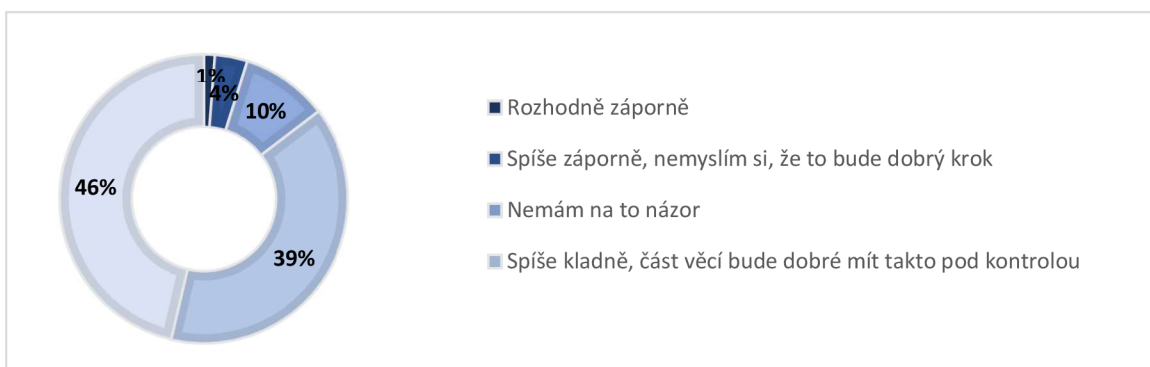 1%
4%
10%
46%
39%
Rozhodně záporně
Spíše záporně, nemyslím si, že to bude dobrý krok
Nemám na to názor
Spíše kladně, část věcí bude dobré mít takto pod kontrolou